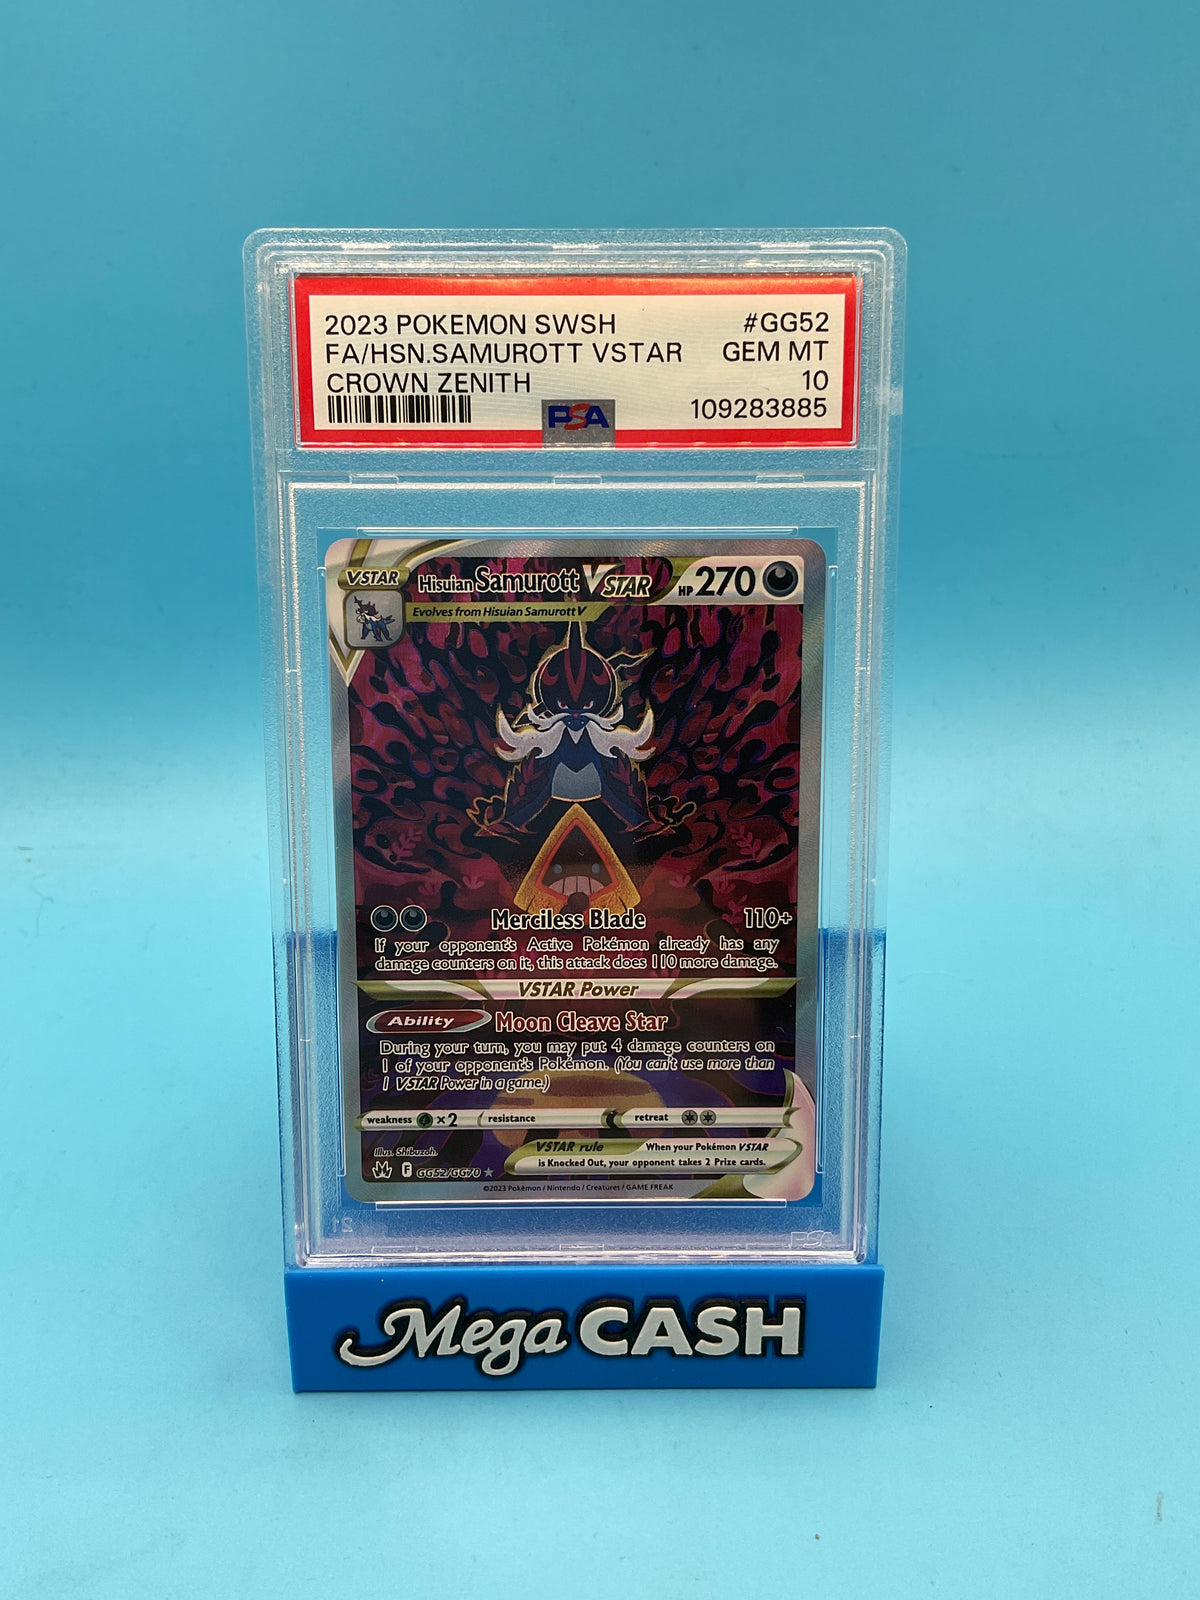 2023 POKEMON SWSH #GG52
FA/HSN.SAMUROTT VSTAR GEM MT
CROWN ZENITH 10
109283885
PSA
VSTAR
Hisuian Samurott VSTAR HP 270
Evolves from Hisuian Samurott V
Merciless Blade 110+
If your opponent's Active Pokémon already has any
damage counters on it, this attack does 110 more damage.
VSTAR Power
Ability Moon Cleave Star
During your turn, you may put 4 damage counters on
1 of your opponent's Pokémon. (You can't use more than
1 VSTAR Power in a game.)
weakness ×2 resistance retreat
Illus. Shibuzoh.
VSTAR rule When your Pokémon VSTAR
is Knocked Out, your opponent takes 2 Prize cards.
F GG52/GG70
©2023 Pokémon / Nintendo / Creatures / GAME FREAK
PSA
Mega CASH